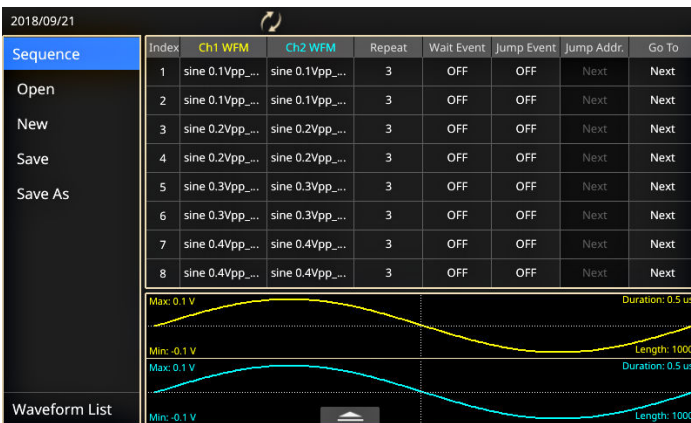 2018/09/21
Sequence
Open
New
Save
Save As
Waveform List
Index Ch1 WFM Ch2 WFM Repeat Wait Event Jump Event Jump Addr. Go To
1 sine 0.1Vpp_... sine 0.1Vpp_... 3 OFF OFF Next Next
2 sine 0.1Vpp_... sine 0.1Vpp_... 3 OFF OFF Next Next
3 sine 0.2Vpp_... sine 0.2Vpp_... 3 OFF OFF Next Next
4 sine 0.2Vpp_... sine 0.2Vpp_... 3 OFF OFF Next Next
5 sine 0.3Vpp_... sine 0.3Vpp_... 3 OFF OFF Next Next
6 sine 0.3Vpp_... sine 0.3Vpp_... 3 OFF OFF Next Next
7 sine 0.4Vpp_... sine 0.4Vpp_... 3 OFF OFF Next Next
8 sine 0.4Vpp_... sine 0.4Vpp_... 3 OFF OFF Next Next
Max: 0.1 V Duration: 0.5 us
Min: -0.1 V Length: 1000
Max: 0.1 V Duration: 0.5 us
Min: -0.1 V Length: 1000